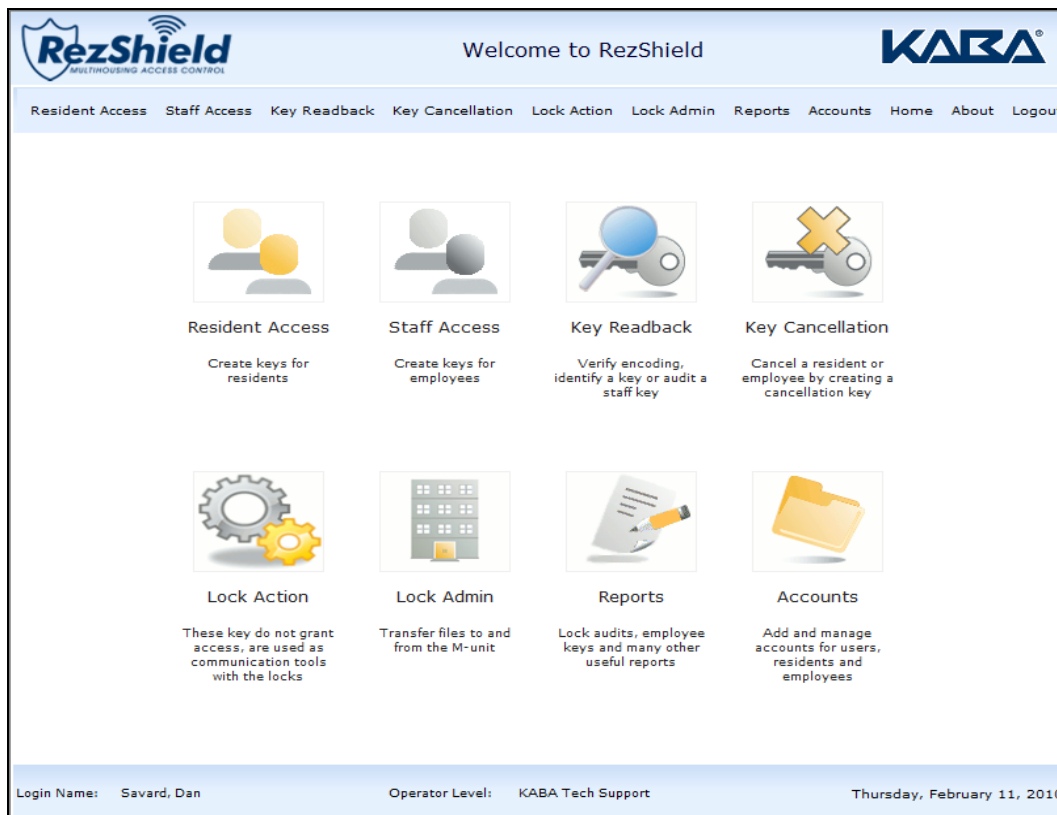 RezShield
MULTIHOUSING ACCESS CONTROL
Welcome to RezShield
KABA®
Resident Access Staff Access Key Readback Key Cancellation Lock Action Lock Admin Reports Accounts Home About Logout
Resident Access Staff Access Key Readback Key Cancellation
Create keys for residents
Create keys for employees
Verify encoding, identify a key or audit a staff key
Cancel a resident or employee by creating a cancellation key
Lock Action Lock Admin Reports Accounts
These key do not grant access, are used as communication tools with the locks
Transfer files to and from the M-unit
Lock audits, employee keys and many other useful reports
Add and manage accounts for users, residents and employees
Login Name: Savard, Dan Operator Level: KABA Tech Support Thursday, February 11, 2010